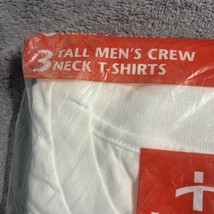 3 TALL MEN'S CREW
NECK T-SHIRTS